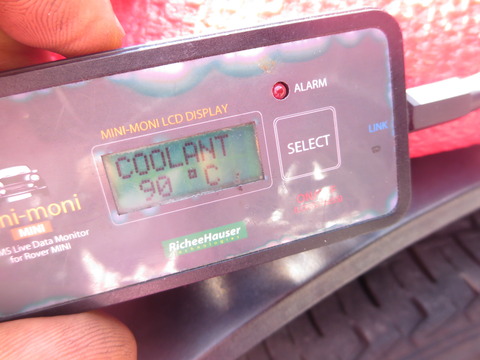 ALARM
MINI-MONI LCD DISPLAY
COOLANT
90 °C
SELECT
LINK
ni-moni
MINI
MS Live Data Monitor
for Rover MINI
RicheeHauser
technologies